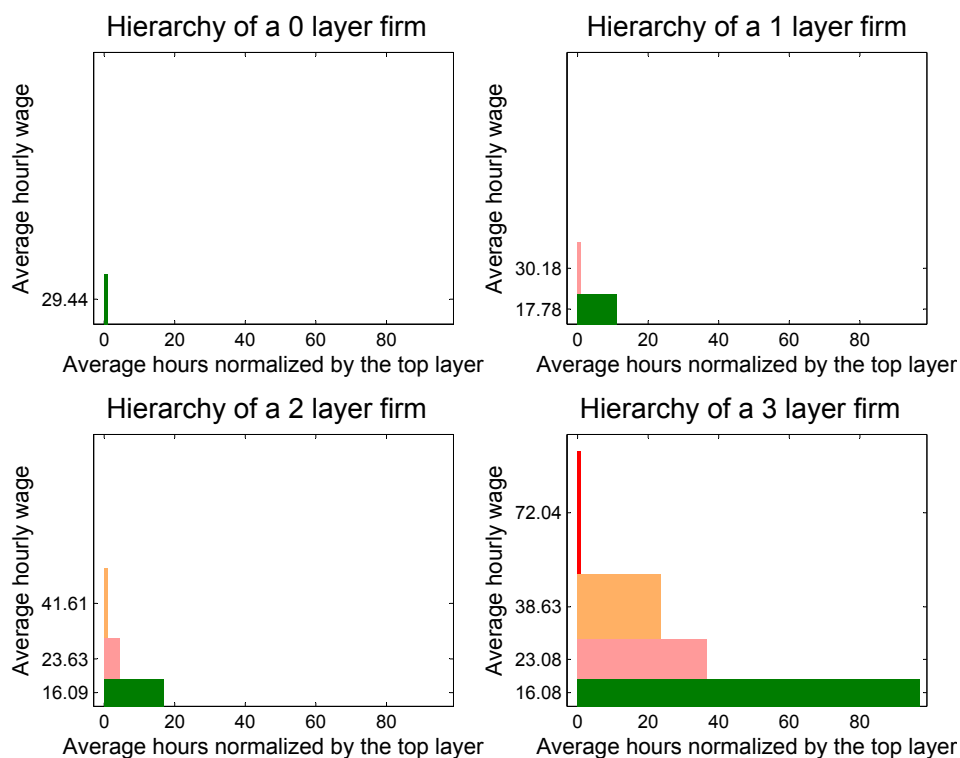 Hierarchy of a 0 layer firm
Average hourly wage
29.44
0 20 40 60 80
Average hours normalized by the top layer
Hierarchy of a 1 layer firm
Average hourly wage
30.18
17.78
0 20 40 60 80
Average hours normalized by the top layer
Hierarchy of a 2 layer firm
Average hourly wage
41.61
23.63
16.09
0 20 40 60 80
Average hours normalized by the top layer
Hierarchy of a 3 layer firm
Average hourly wage
72.04
38.63
23.08
16.08
0 20 40 60 80
Average hours normalized by the top layer